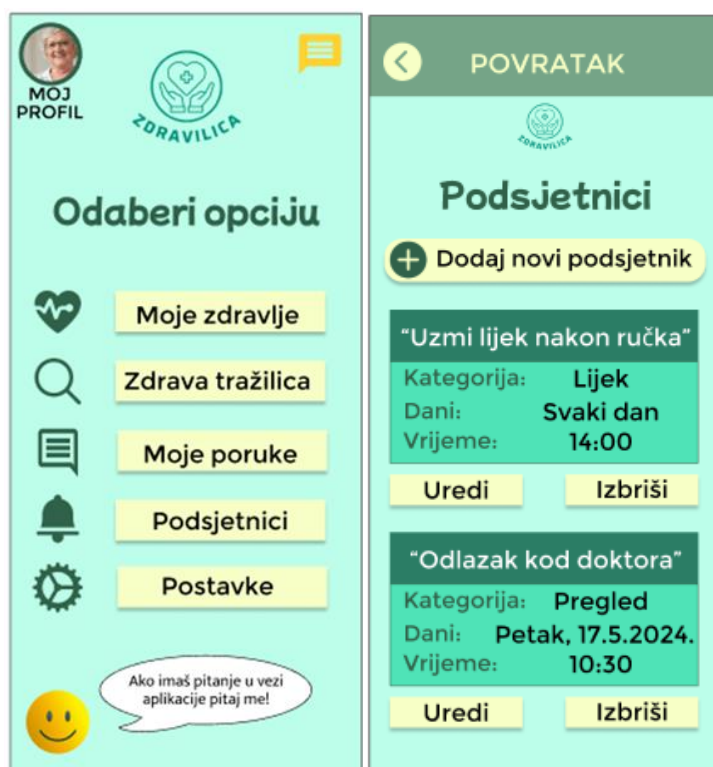 MOJ
PROFIL
ZDRAVILICA
Odaberi opciju
Moje zdravlje
Zdrava tražilica
Moje poruke
Podsjetnici
Postavke
Ako imaš pitanje u vezi
aplikacije pitaj me!
POVRATAK
ZDRAVILICA
Podsjetnici
Dodaj novi podsjetnik
“Uzmi lijek nakon ručka”
Kategorija: Lijek
Dani: Svaki dan
Vrijeme: 14:00
Uredi Izbriši
“Odlazak kod doktora”
Kategorija: Pregled
Dani: Petak, 17.5.2024.
Vrijeme: 10:30
Uredi Izbriši